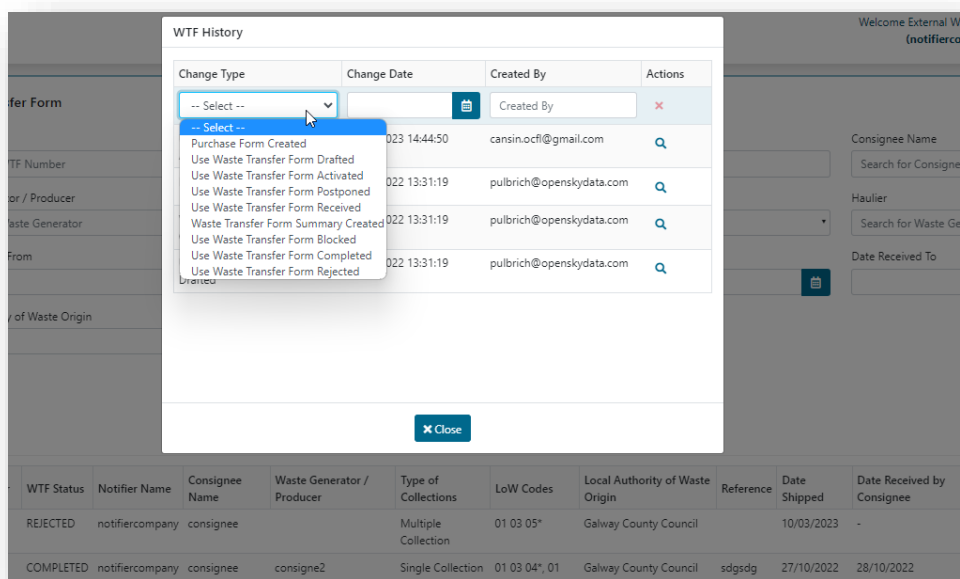 Welcome External W
(notifierco
WTF History
Change Type Change Date Created By Actions
-- Select -- Created By
-- Select --
Purchase Form Created
Use Waste Transfer Form Drafted
Use Waste Transfer Form Activated
Use Waste Transfer Form Postponed
Use Waste Transfer Form Received
Waste Transfer Form Summary Created
Use Waste Transfer Form Blocked
Use Waste Transfer Form Completed
Use Waste Transfer Form Rejected
023 14:44:50 cansin.ocfl@gmail.com
022 13:31:19 pulbrich@openskydata.com
022 13:31:19 pulbrich@openskydata.com
022 13:31:19 pulbrich@openskydata.com
Drafted
Close
sfer Form
Consignee Name
WTF Number
Search for Consigne
tor / Producer
Haulier
Waste Generator
Search for Waste Ge
From
Date Received To
y of Waste Origin
WTF Status Notifier Name Consignee Name Waste Generator / Producer Type of Collections LoW Codes Local Authority of Waste Origin Reference Date Shipped Date Received by Consignee
REJECTED notifiercompany consignee Multiple Collection 01 03 05* Galway County Council 10/03/2023 -
COMPLETED notifiercompany consignee consigne2 Single Collection 01 03 04*, 01 Galway County Council sdgsdg 27/10/2022 28/10/2022